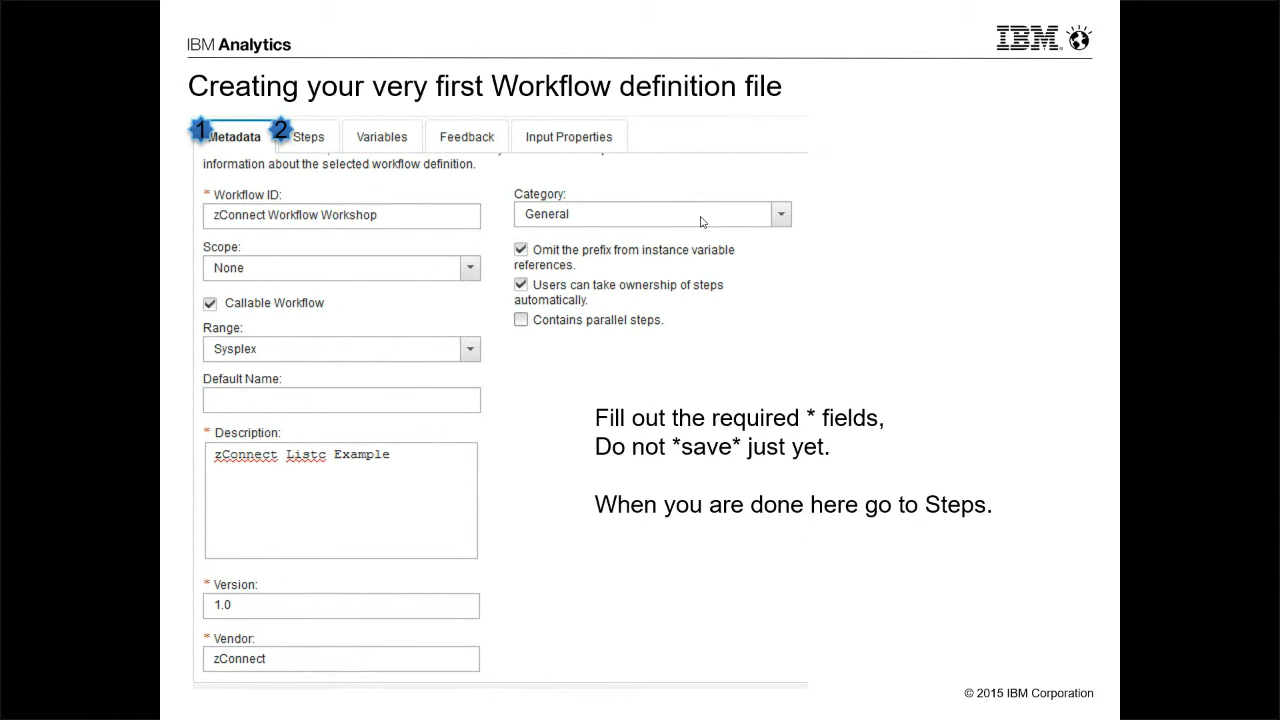 IBM Analytics
IBM
Creating your very first Workflow definition file
1 Metadata 2 Steps Variables Feedback Input Properties
information about the selected workflow definition.
* Workflow ID:
zConnect Workflow Workshop
Scope:
None
Callable Workflow
Range:
Sysplex
Default Name:
* Description:
zConnect Listc Example
* Version:
1.0
* Vendor:
zConnect
Category:
General
Omit the prefix from instance variable
references.
Users can take ownership of steps
automatically.
Contains parallel steps.
Fill out the required * fields,
Do not *save* just yet.
When you are done here go to Steps.
© 2015 IBM Corporation